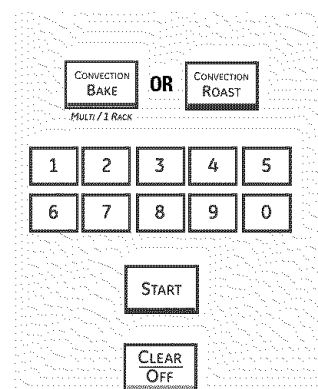 CONVECTION
BAKE
OR
CONVECTION
ROAST
MULTI / 1 RACK
1 2 3 4 5
6 7 8 9 0
START
CLEAR
OFF